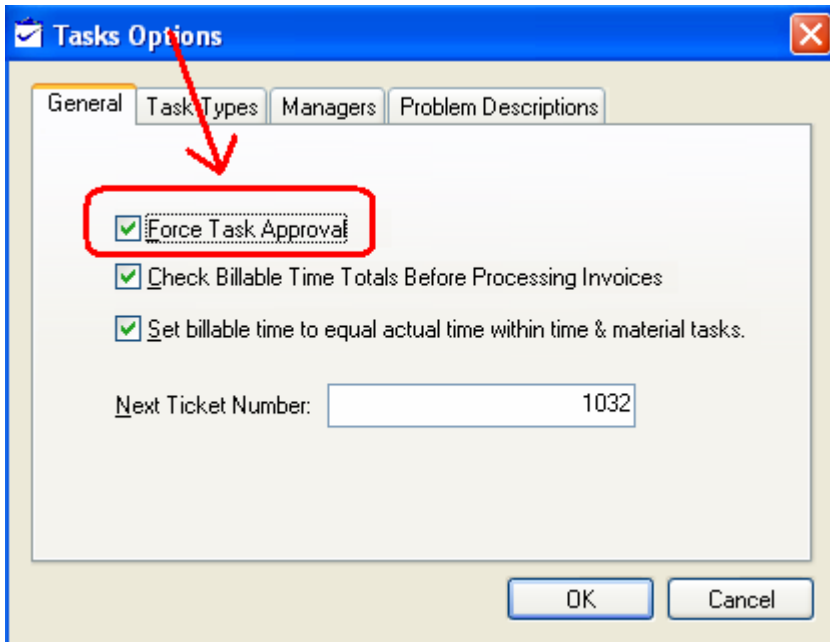 Tasks Options
General Task Types Managers Problem Descriptions
Force Task Approval
Check Billable Time Totals Before Processing Invoices
Set billable time to equal actual time within time & material tasks.
Next Ticket Number: 1032
OK Cancel